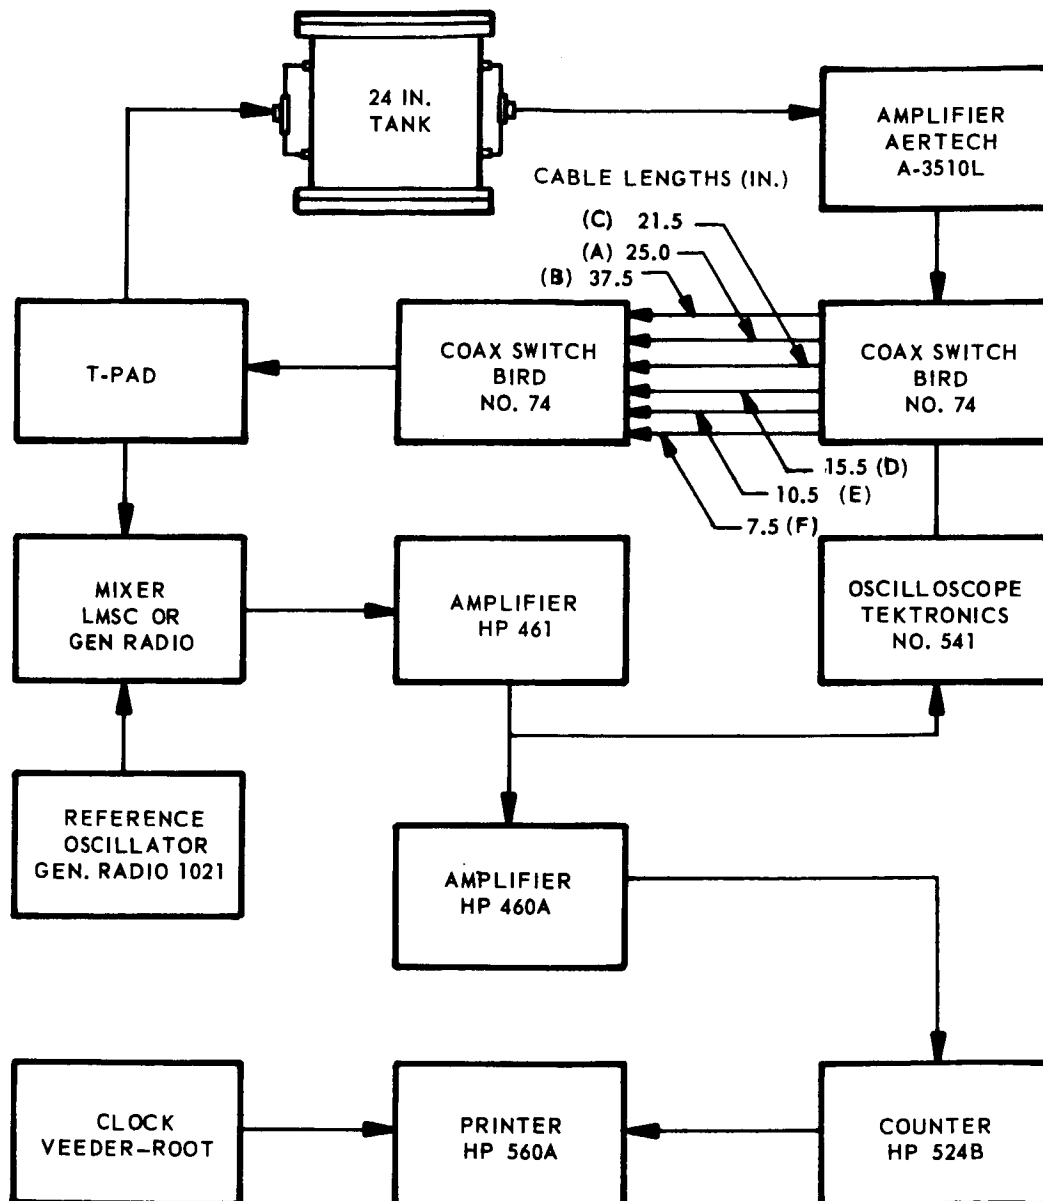 24 IN.
TANK
AMPLIFIER
AERTECH
A-3510L
CABLE LENGTHS (IN.)
(C) 21.5
(A) 25.0
(B) 37.5
T-PAD
COAX SWITCH
BIRD
NO. 74
COAX SWITCH
BIRD
NO. 74
15.5 (D)
10.5 (E)
7.5 (F)
MIXER
LMSC OR
GEN RADIO
AMPLIFIER
HP 461
OSCILLOSCOPE
TEKTRONICS
NO. 541
REFERENCE
OSCILLATOR
GEN. RADIO 1021
AMPLIFIER
HP 460A
CLOCK
VEEDER-ROOT
PRINTER
HP 560A
COUNTER
HP 524B